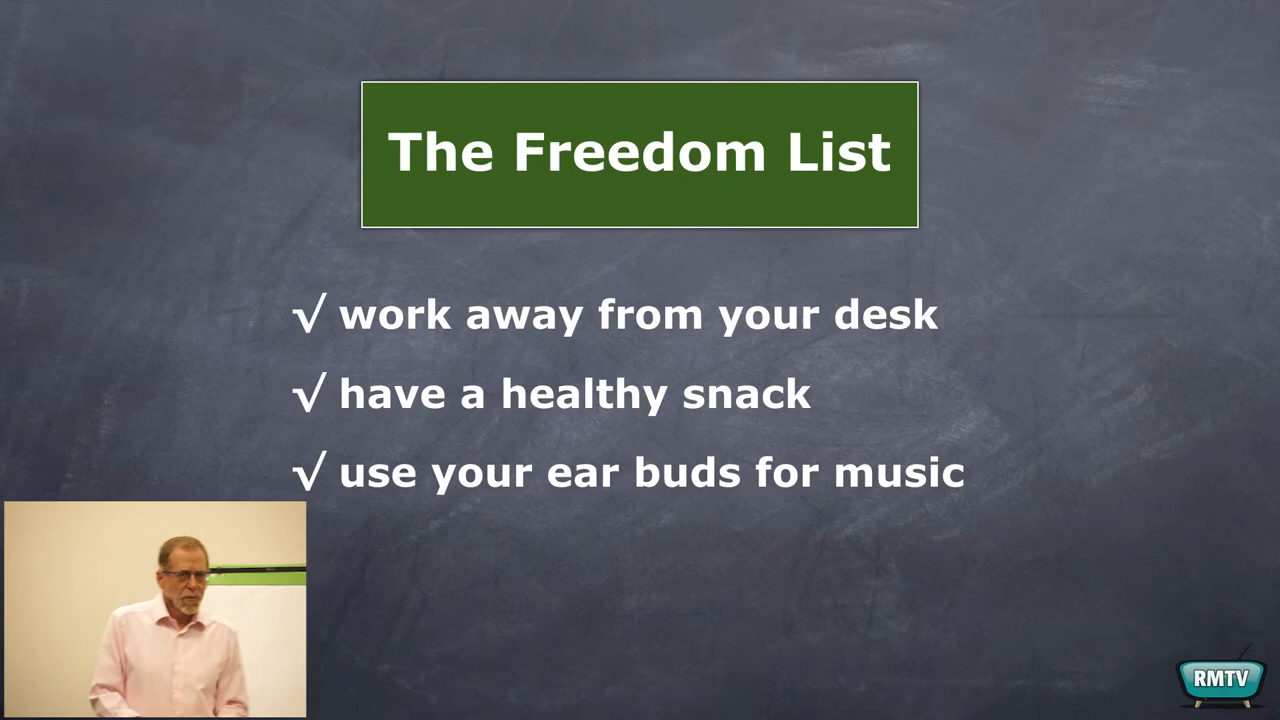 The Freedom List
√ work away from your desk
√ have a healthy snack
√ use your ear buds for music
RMTV